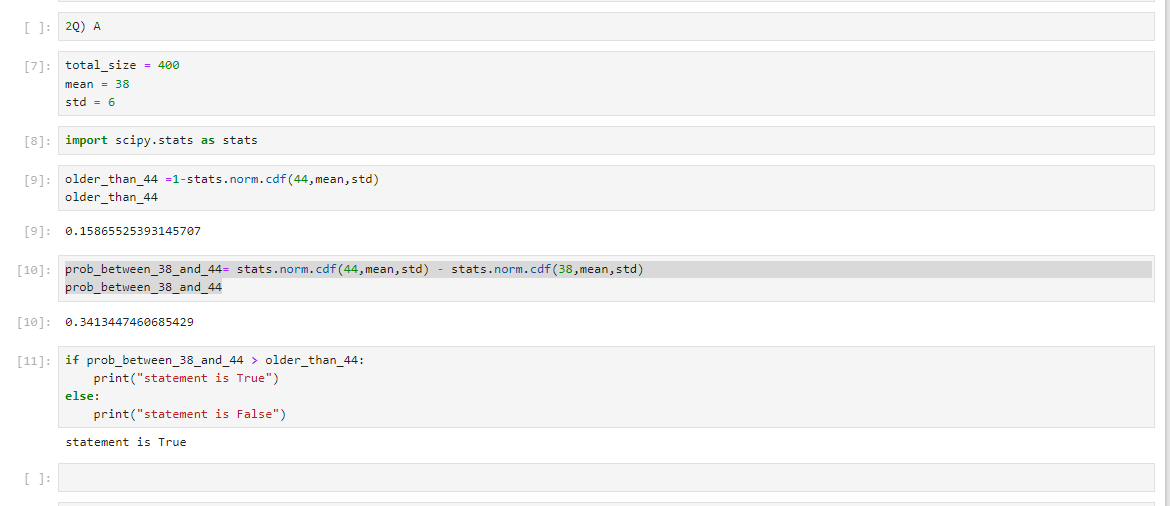 [ ]: 2Q) A
[7]: total_size = 400
mean = 38
std = 6
[8]: import scipy.stats as stats
[9]: older_than_44 =1-stats.norm.cdf(44,mean,std)
older_than_44
[9]: 0.15865525393145707
[10]: prob_between_38_and_44= stats.norm.cdf(44,mean,std) - stats.norm.cdf(38,mean,std)
prob_between_38_and_44
[10]: 0.3413447460685429
[11]: if prob_between_38_and_44 > older_than_44:
    print("statement is True")
else:
    print("statement is False")
statement is True
[ ]: